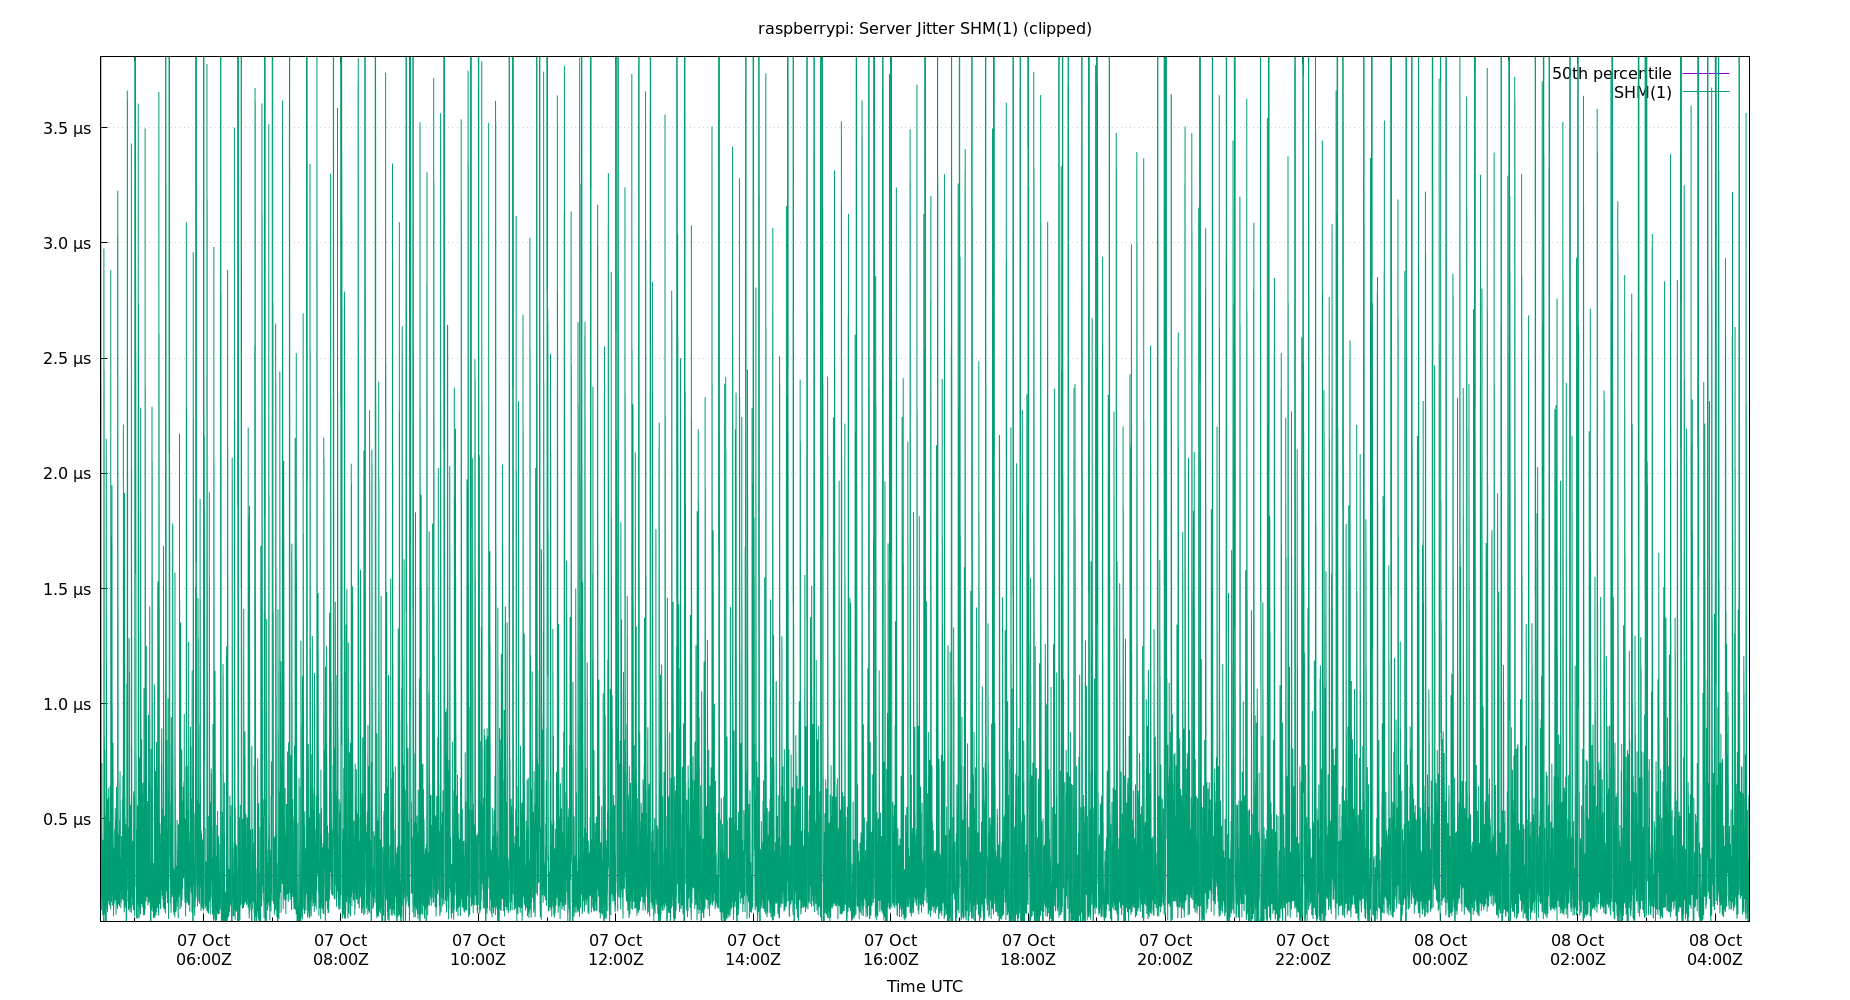 raspberrypi: Server Jitter SHM(1) (clipped)
50th percentile
SHM(1)
3.5 µs
3.0 µs
2.5 µs
2.0 µs
1.5 µs
1.0 µs
0.5 µs
07 Oct 07 Oct 07 Oct 07 Oct 07 Oct 07 Oct 07 Oct 07 Oct 07 Oct 08 Oct 08 Oct 08 Oct
06:00Z 08:00Z 10:00Z 12:00Z 14:00Z 16:00Z 18:00Z 20:00Z 22:00Z 00:00Z 02:00Z 04:00Z
Time UTC